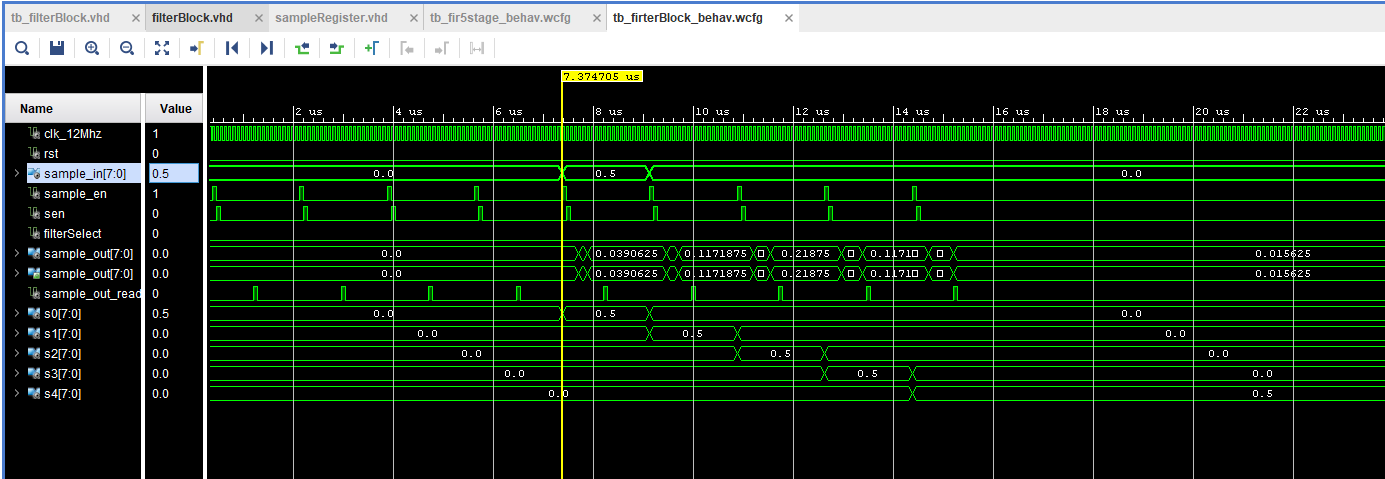 tb_filterBlock.vhd filterBlock.vhd sampleRegister.vhd tb_fir5stage_behav.wcfg tb_firterBlock_behav.wcfg
7.374705 us
Name Value 2 us 4 us 6 us 8 us 10 us 12 us 14 us 16 us 18 us 20 us 22 us
clk_12Mhz 1
rst 0
sample_in[7:0] 0.5 0.0 0.5 0.0
sample_en 1
sen 0
filterSelect 0
sample_out[7:0] 0.0 0.0 0.0390625 0.1171875 0.21875 0.1171 0.015625
sample_out[7:0] 0.0 0.0 0.0390625 0.1171875 0.21875 0.1171 0.015625
sample_out_read 0
s0[7:0] 0.5 0.0 0.5 0.0
s1[7:0] 0.0 0.0 0.5 0.0
s2[7:0] 0.0 0.0 0.5 0.0
s3[7:0] 0.0 0.0 0.5 0.0
s4[7:0] 0.0 0.0 0.5